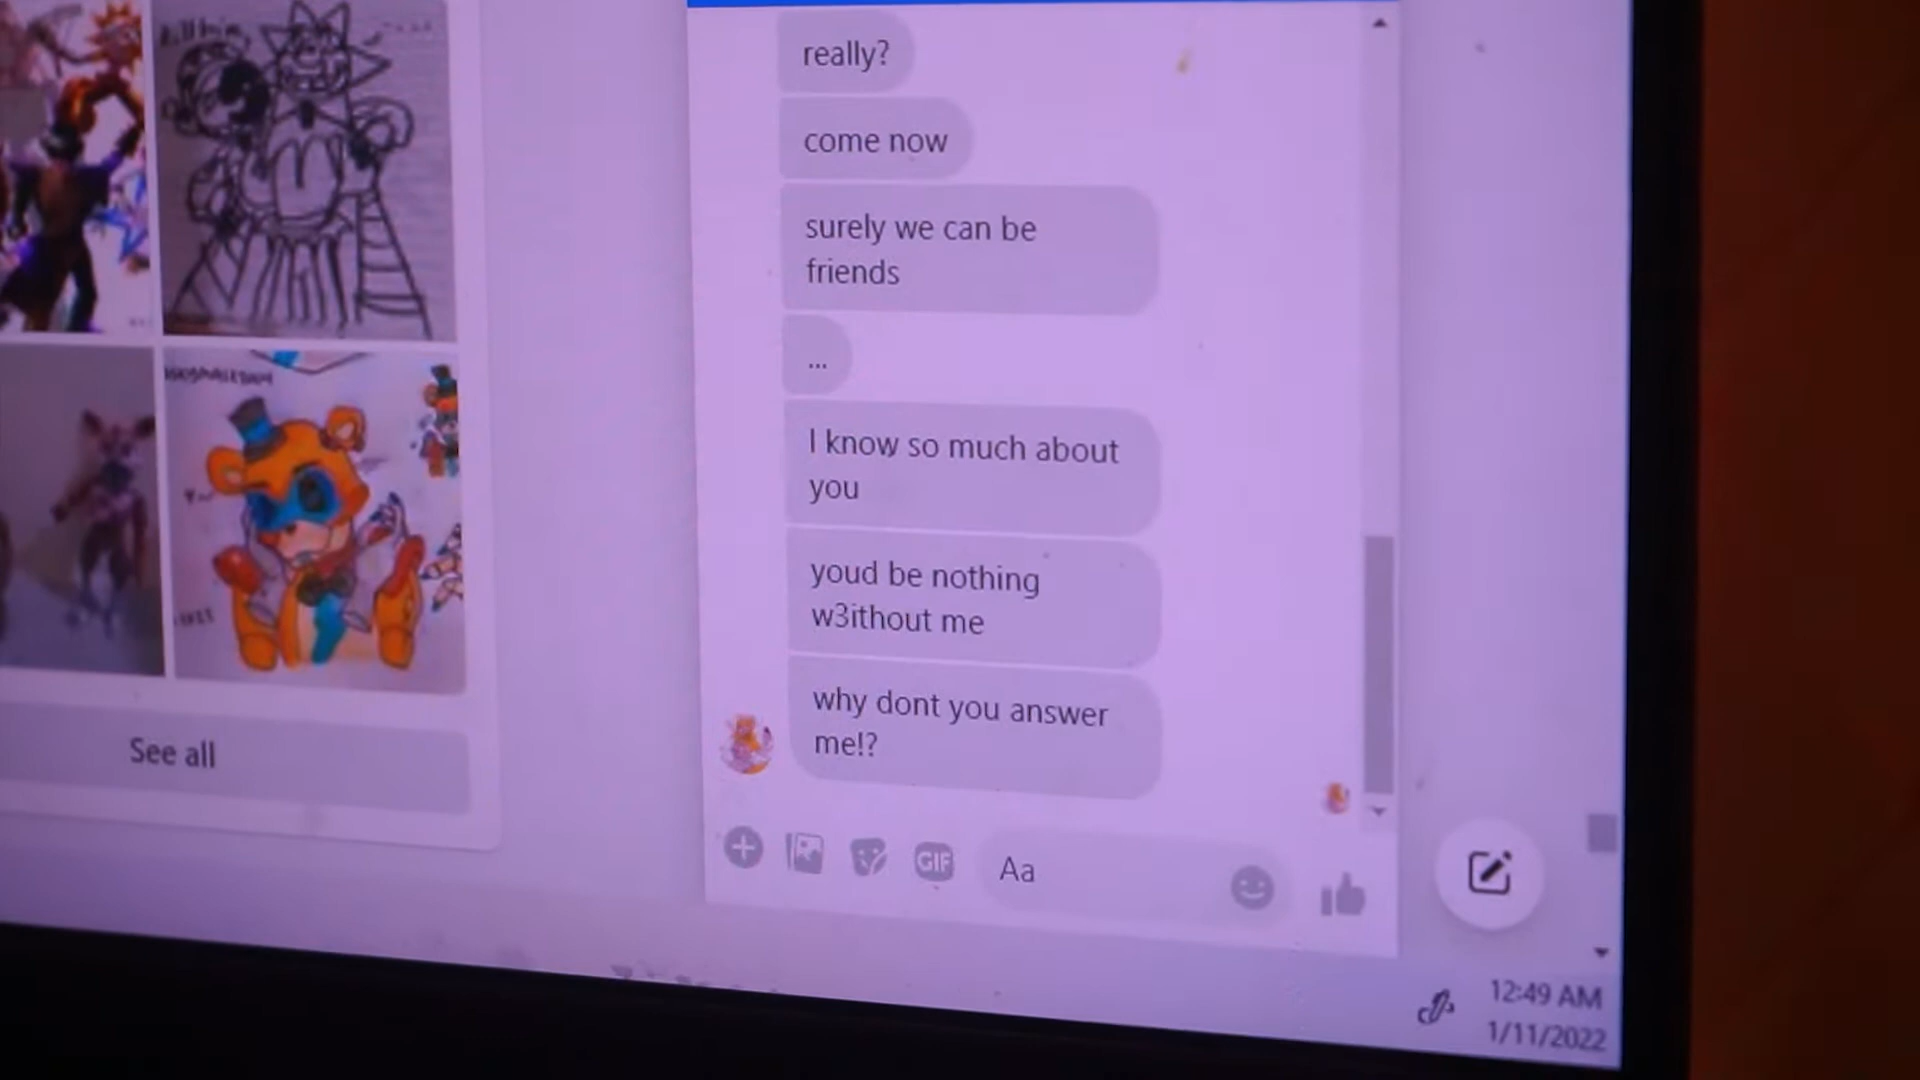 really?
come now
surely we can be
friends
...
I know so much about
you
youd be nothing
w3ithout me
why dont you answer
me!?
See all
GIF
Aa
12:49 AM
1/11/2022